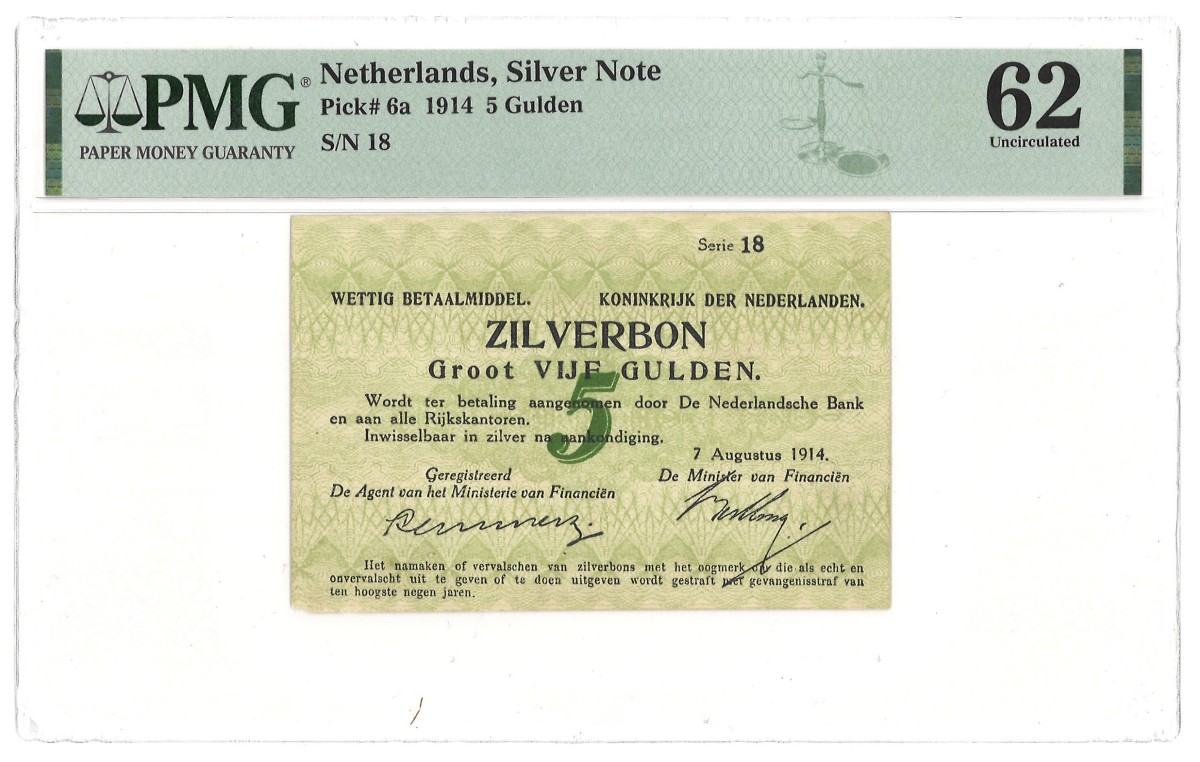 PMG®
PAPER MONEY GUARANTY
Netherlands, Silver Note
Pick# 6a 1914 5 Gulden
S/N 18
62
Uncirculated
Serie 18
WETTIG BETAALMIDDEL. KONINKRIJK DER NEDERLANDEN.
ZILVERBON
Groot VIJF GULDEN.
5
Wordt ter betaling aangenomen door De Nederlandsche Bank
en aan alle Rijkskantoren.
Inwisselbaar in zilver na aankondiging.
7 Augustus 1914.
Geregistreerd
De Agent van het Ministerie van Financiën
De Minister van Financiën
Het namaken of vervalschen van zilverbons met het oogmerk om die als echt en
onvervalscht uit te geven of te doen uitgeven wordt gestraft met gevangenisstraf van
ten hoogste negen jaren.